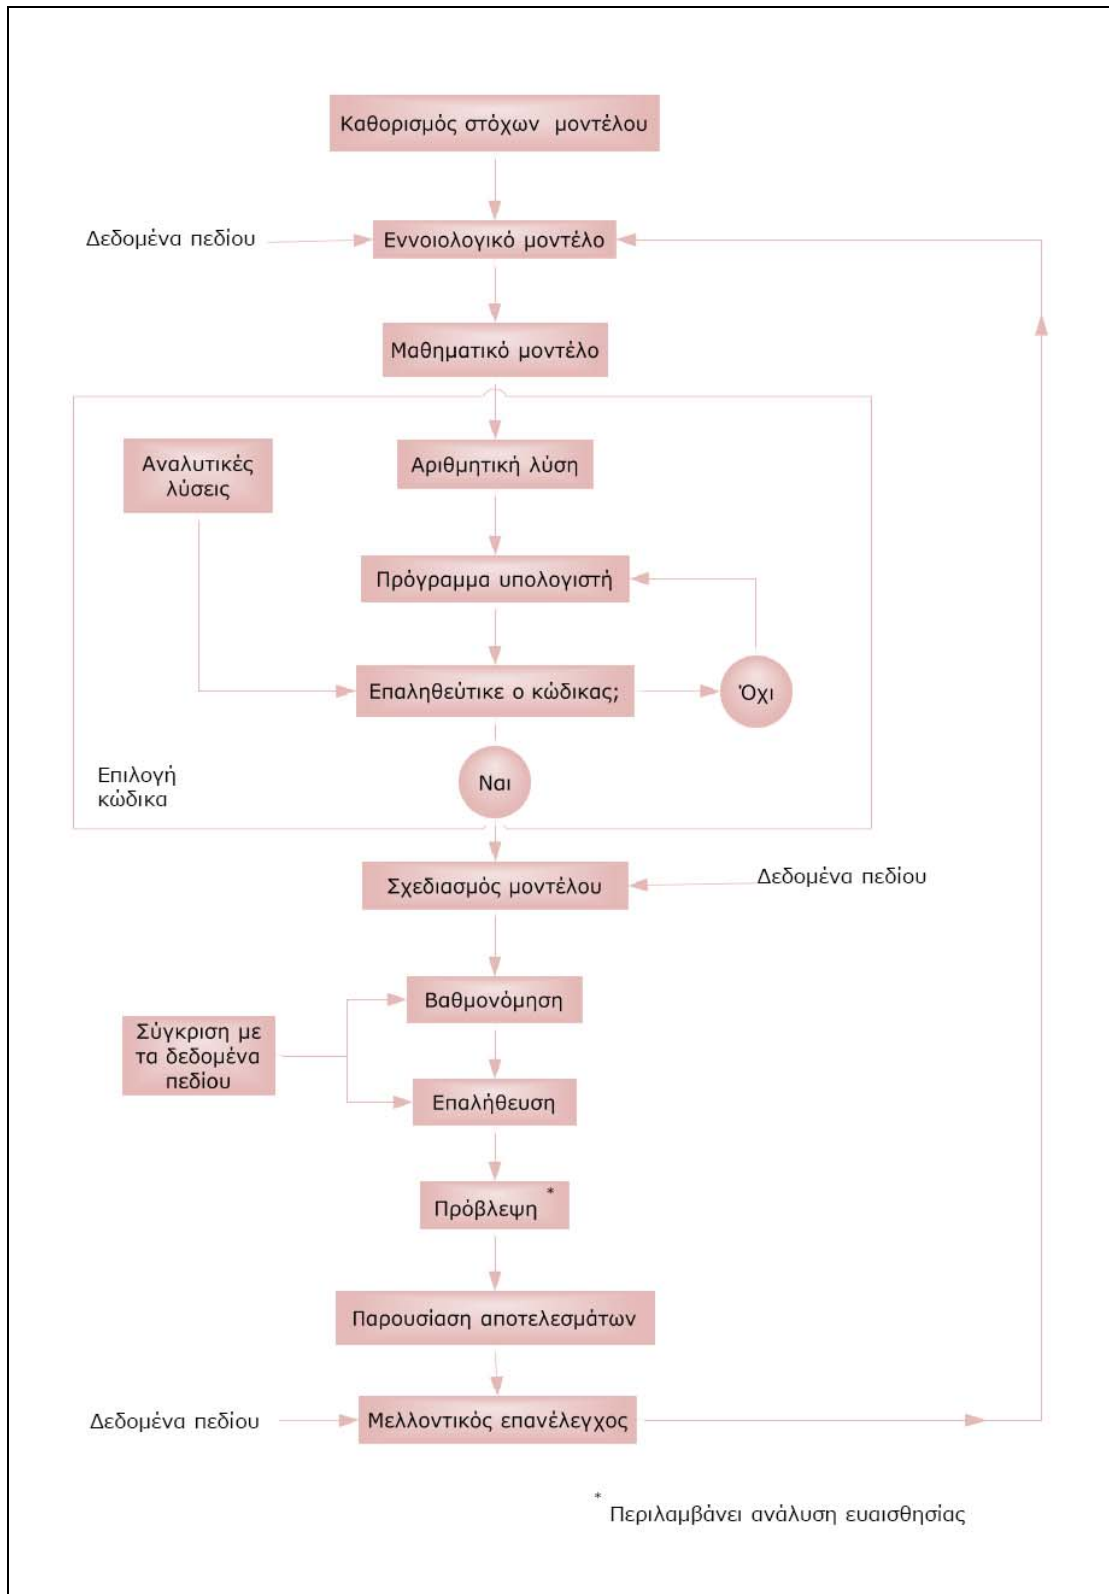 Καθορισμός στόχων μοντέλου
Δεδομένα πεδίου
Εννοιολογικό μοντέλο
Μαθηματικό μοντέλο
Αναλυτικές
λύσεις
Αριθμητική λύση
Πρόγραμμα υπολογιστή
Επαληθεύτικε ο κώδικας;
Όχι
Επιλογή
κώδικα
Ναι
Σχεδιασμός μοντέλου
Δεδομένα πεδίου
Βαθμονόμηση
Σύγκριση με
τα δεδομένα
πεδίου
Επαλήθευση
Πρόβλεψη *
Παρουσίαση αποτελεσμάτων
Δεδομένα πεδίου
Μελλοντικός επανέλεγχος
* Περιλαμβάνει ανάλυση ευαισθησίας